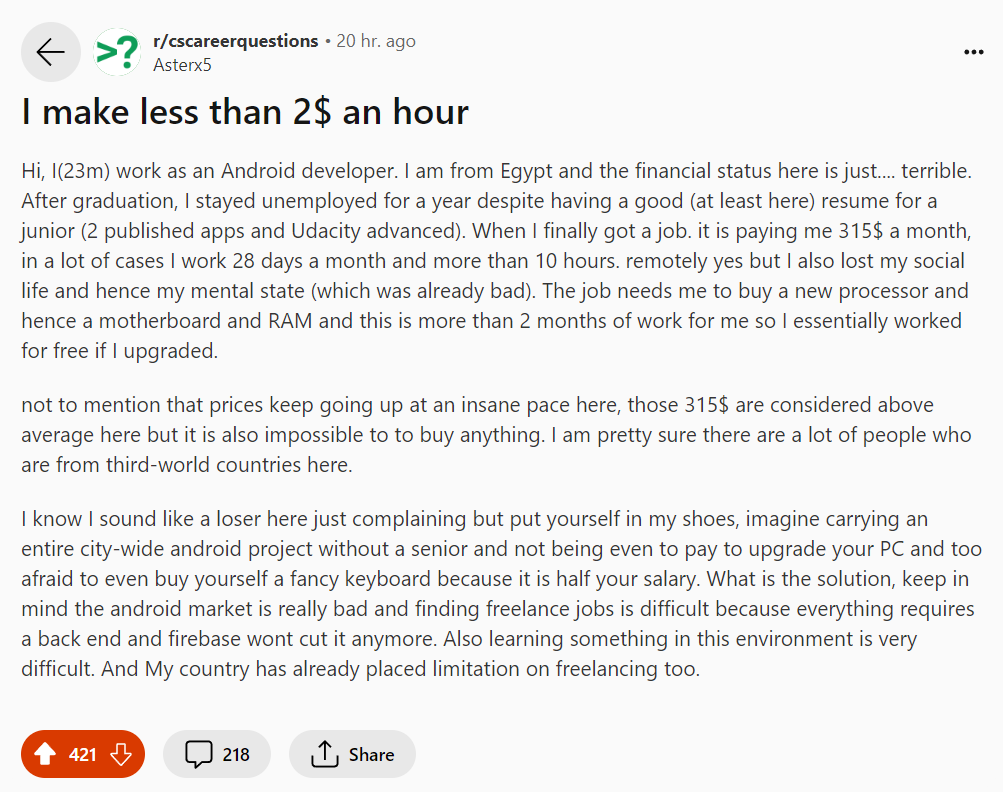 r/cscareerquestions • 20 hr. ago
Asterx5
I make less than 2$ an hour
Hi, I(23m) work as an Android developer. I am from Egypt and the financial status here is just.... terrible.
After graduation, I stayed unemployed for a year despite having a good (at least here) resume for a
junior (2 published apps and Udacity advanced). When I finally got a job. it is paying me 315$ a month,
in a lot of cases I work 28 days a month and more than 10 hours. remotely yes but I also lost my social
life and hence my mental state (which was already bad). The job needs me to buy a new processor and
hence a motherboard and RAM and this is more than 2 months of work for me so I essentially worked
for free if I upgraded.
not to mention that prices keep going up at an insane pace here, those 315$ are considered above
average here but it is also impossible to to buy anything. I am pretty sure there are a lot of people who
are from third-world countries here.
I know I sound like a loser here just complaining but put yourself in my shoes, imagine carrying an
entire city-wide android project without a senior and not being even to pay to upgrade your PC and too
afraid to even buy yourself a fancy keyboard because it is half your salary. What is the solution, keep in
mind the android market is really bad and finding freelance jobs is difficult because everything requires
a back end and firebase wont cut it anymore. Also learning something in this environment is very
difficult. And My country has already placed limitation on freelancing too.
421 218 Share